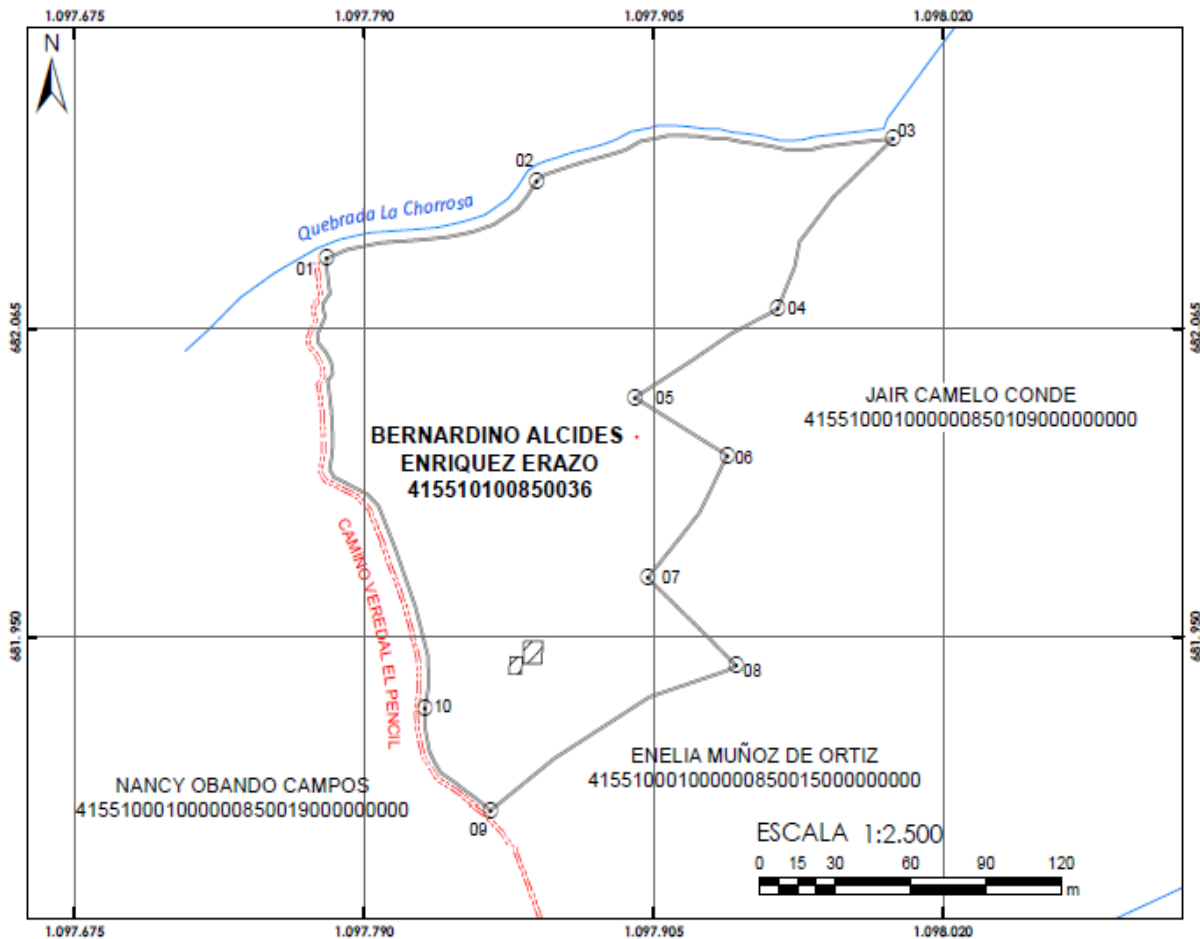 1.097.675
1.097.790
1.097.905
1.098.020
N
03
02
Quebrada La Chorrosa
01
04
682.065
682.065
05
JAIR CAMELO CONDE
415510001000000850109000000000
BERNARDINO ALCIDES
ENRIQUEZ ERAZO
415510100850036
06
CAMINO VEREDAL EL PENCIL
07
681.950
681.950
08
10
ENELIA MUÑOZ DE ORTIZ
415510001000000850015000000000
NANCY OBANDO CAMPOS
415510001000000850019000000000
09
ESCALA 1:2.500
0 15 30 60 90 120
m
1.097.675
1.097.790
1.097.905
1.098.020